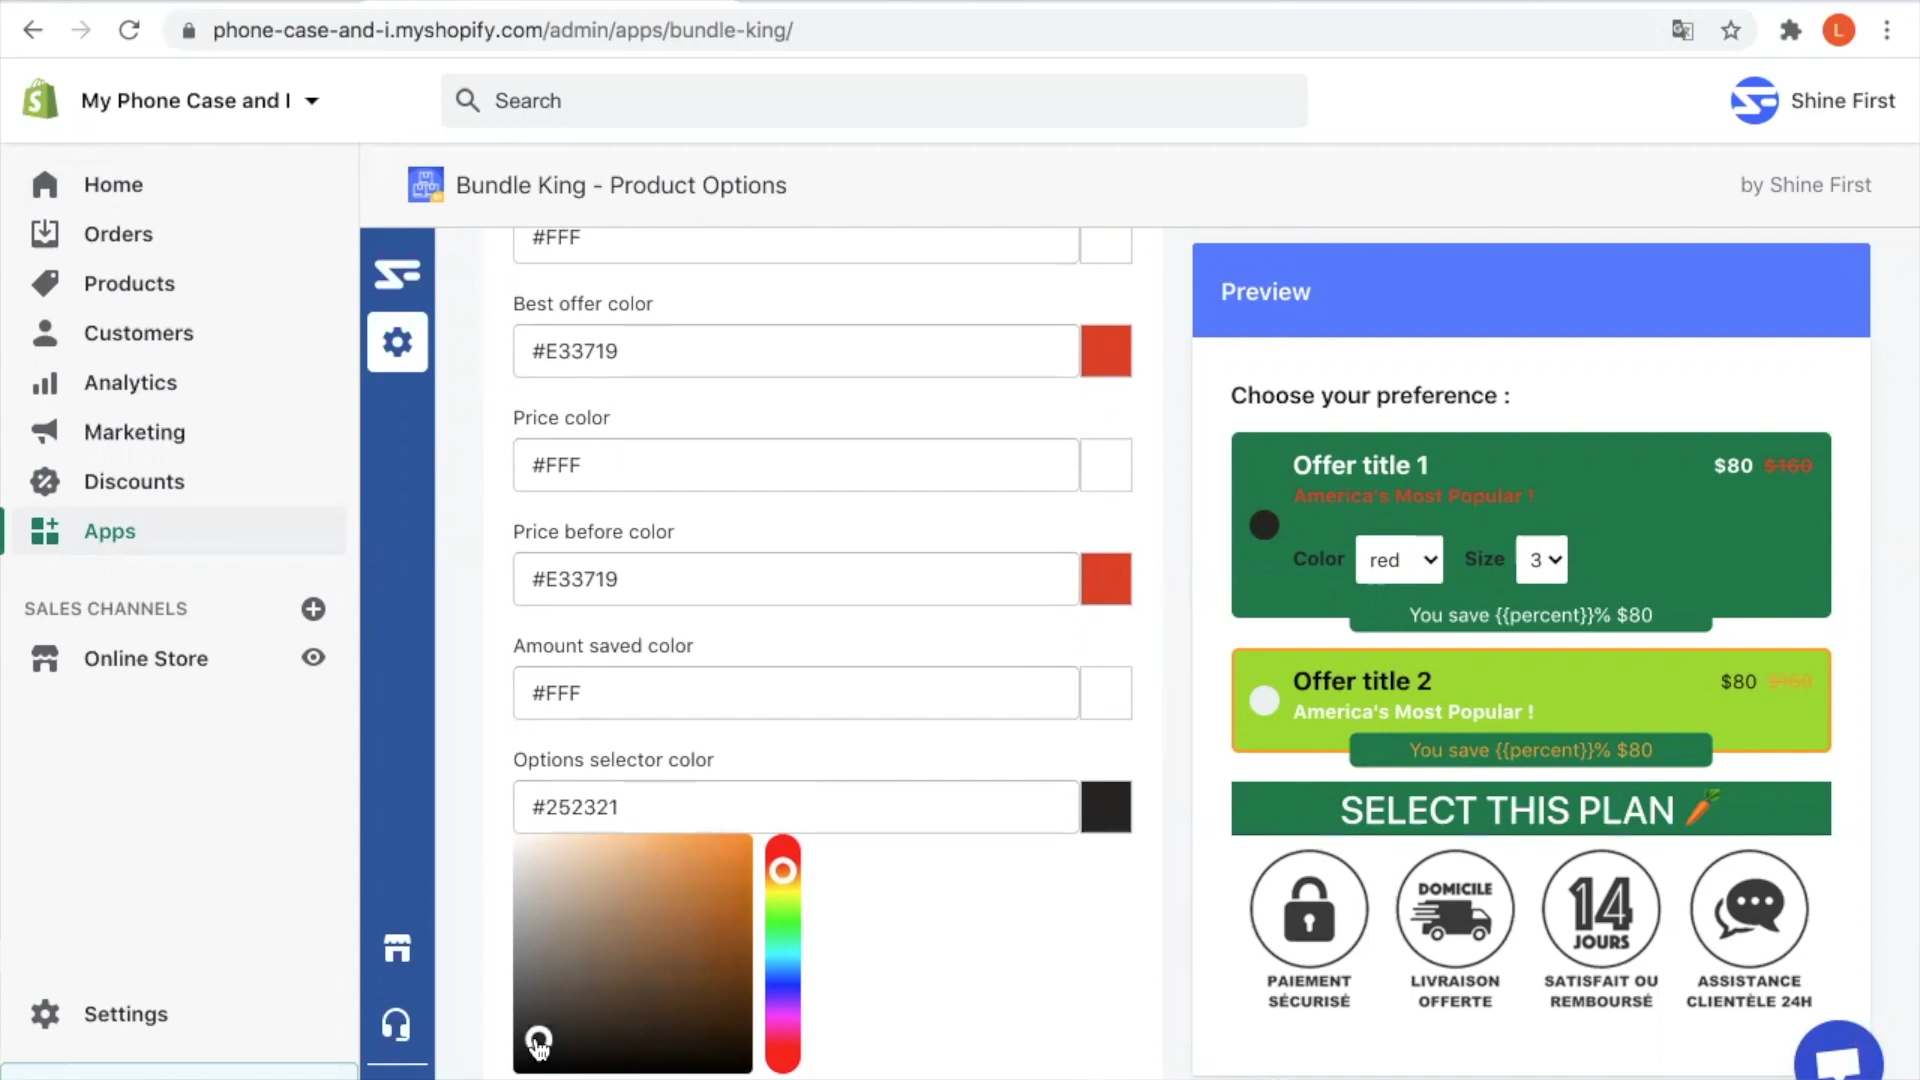 phone-case-and-i.myshopify.com/admin/apps/bundle-king/
L
My Phone Case and I
Search
Shine First
Home
Orders
Products
Customers
Analytics
Marketing
Discounts
Apps
SALES CHANNELS
Online Store
Settings
Bundle King - Product Options
by Shine First
#FFF
Best offer color
#E33719
Price color
#FFF
Price before color
#E33719
Amount saved color
#FFF
Options selector color
#252321
Preview
Choose your preference :
Offer title 1 $80 $160
America's Most Popular !
Color red Size 3
You save {{percent}}% $80
Offer title 2 $80 $160
America's Most Popular !
You save {{percent}}% $80
SELECT THIS PLAN 🥕
DOMICILE
14
JOURS
PAIEMENT
SÉCURISÉ
LIVRAISON
OFFERTE
SATISFAIT OU
REMBOURSÉ
ASSISTANCE
CLIENTÈLE 24H